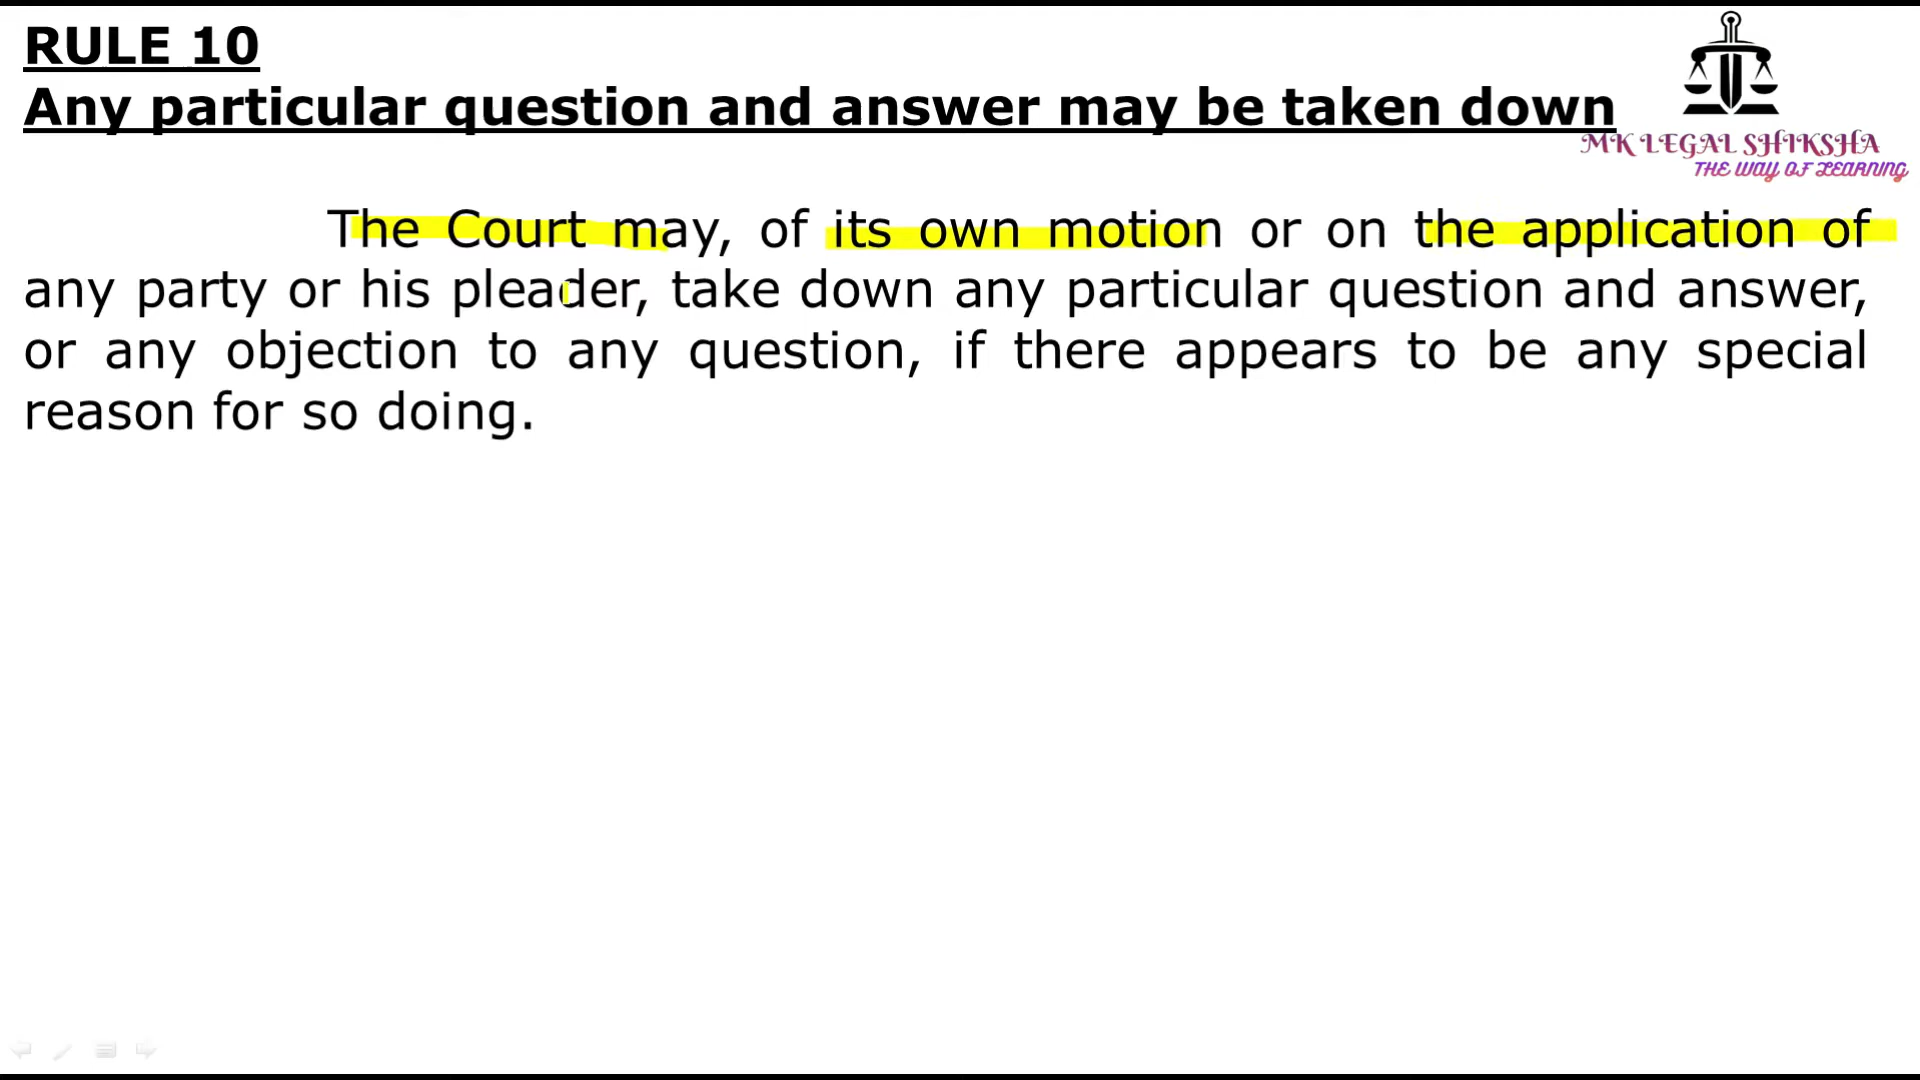 RULE 10
Any particular question and answer may be taken down
MK LEGAL SHIKSHA
THE WAY OF LEARNING
The Court may, of its own motion or on the application of
any party or his pleader, take down any particular question and answer,
or any objection to any question, if there appears to be any special
reason for so doing.